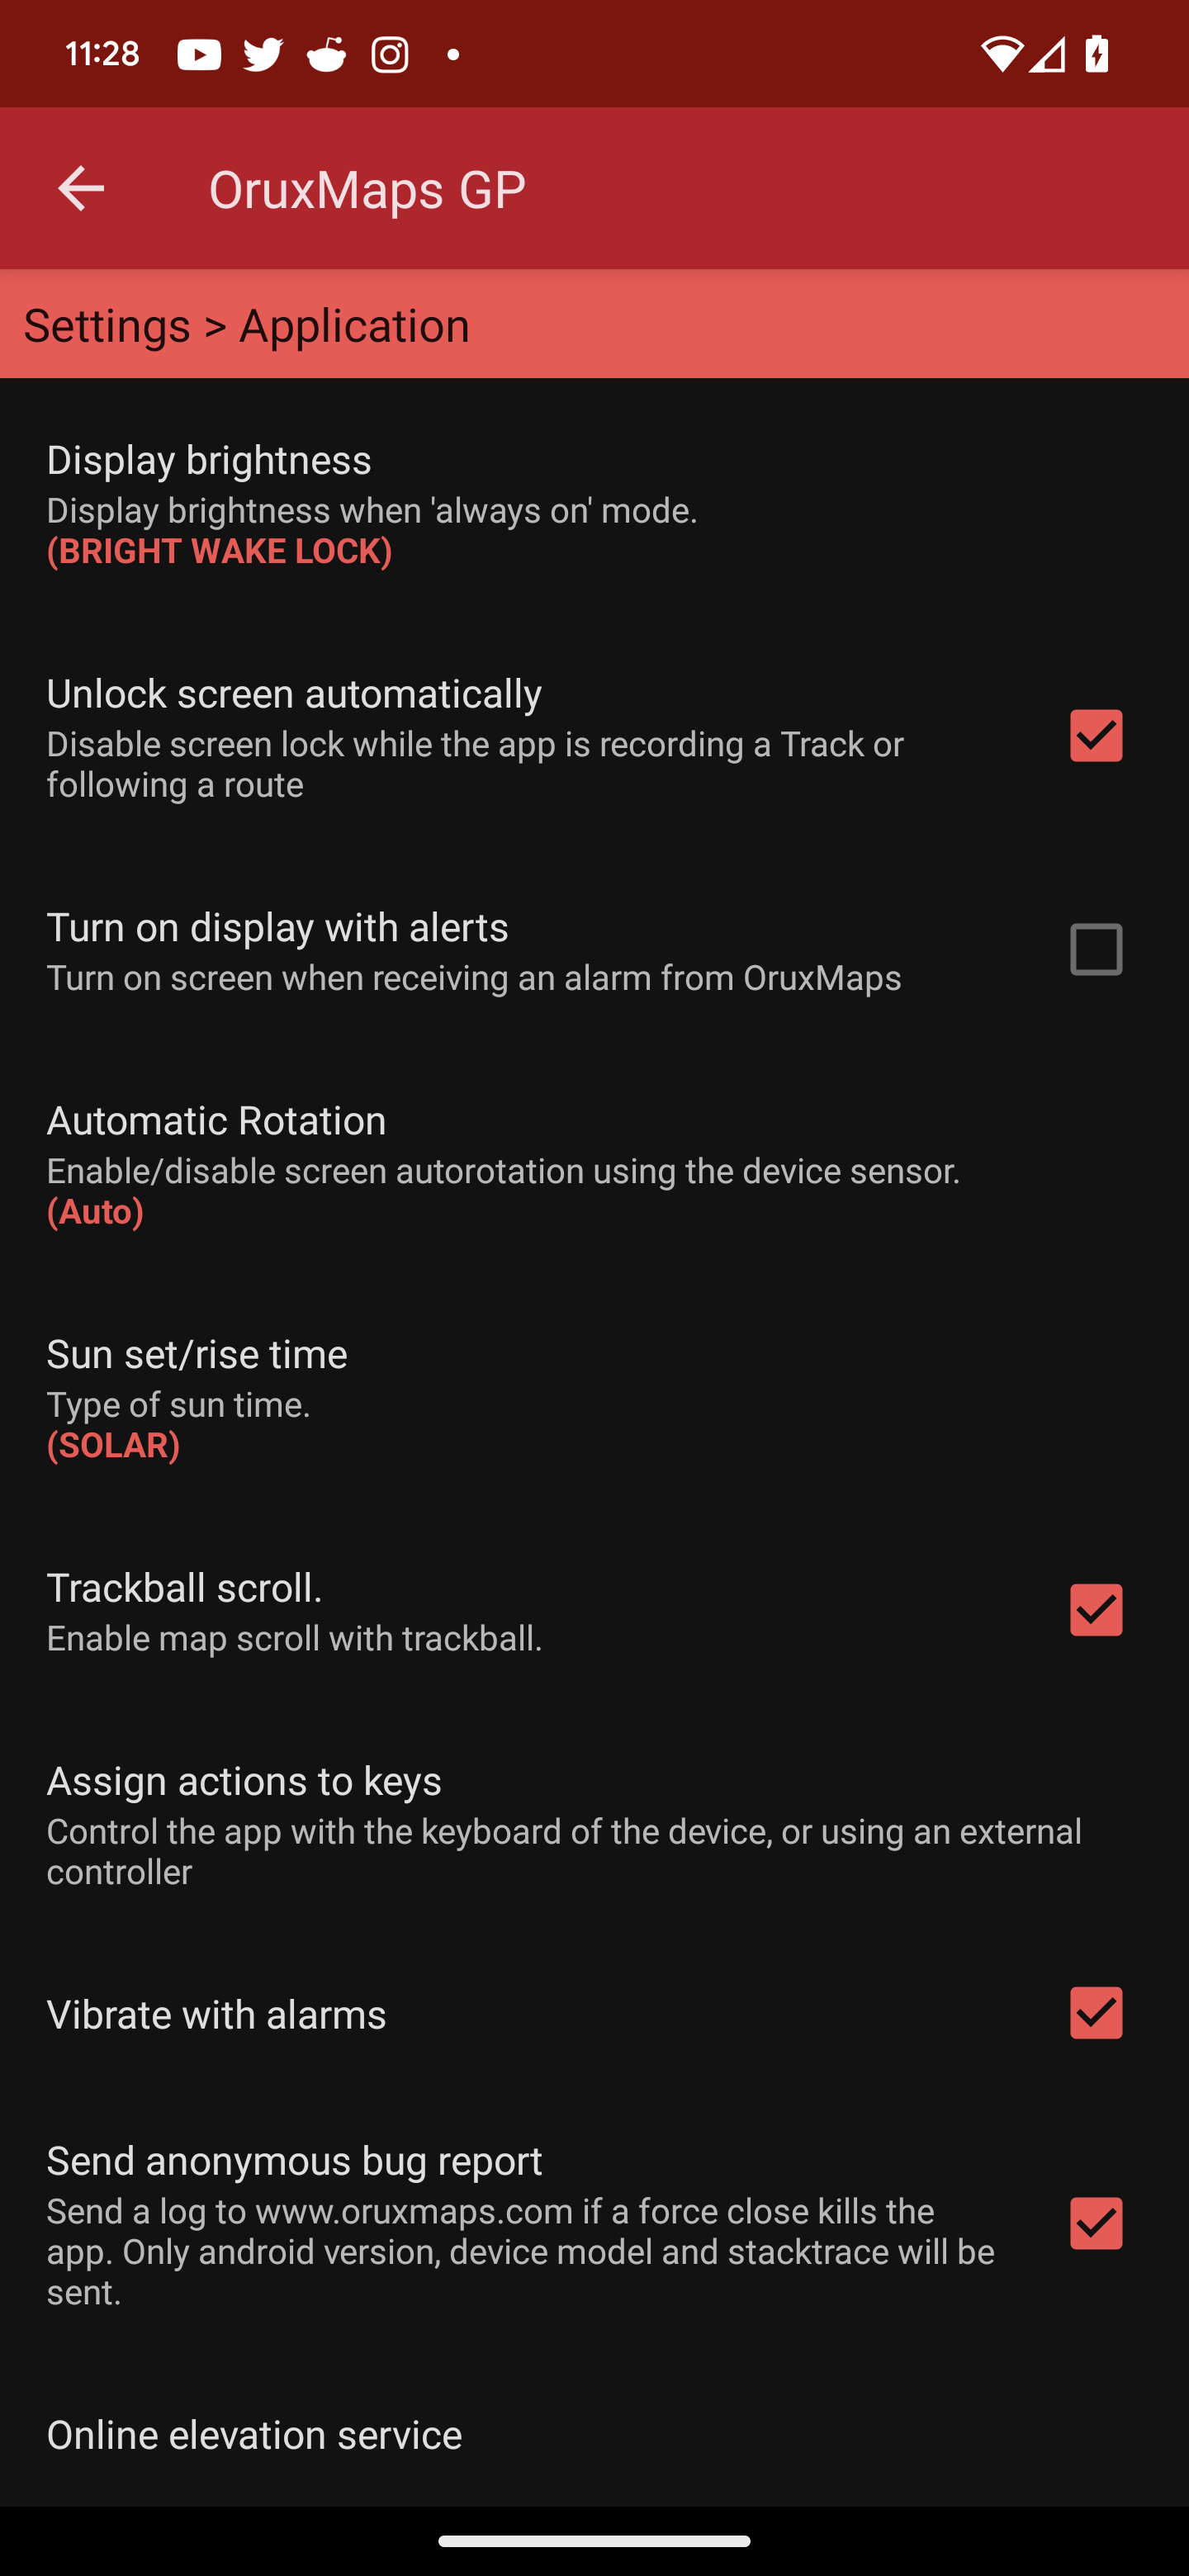 11:28
OruxMaps GP
Settings > Application
Display brightness
Display brightness when 'always on' mode.
(BRIGHT WAKE LOCK)
Unlock screen automatically
Disable screen lock while the app is recording a Track or
following a route
Turn on display with alerts
Turn on screen when receiving an alarm from OruxMaps
Automatic Rotation
Enable/disable screen autorotation using the device sensor.
(Auto)
Sun set/rise time
Type of sun time.
(SOLAR)
Trackball scroll.
Enable map scroll with trackball.
Assign actions to keys
Control the app with the keyboard of the device, or using an external
controller
Vibrate with alarms
Send anonymous bug report
Send a log to www.oruxmaps.com if a force close kills the
app. Only android version, device model and stacktrace will be
sent.
Online elevation service